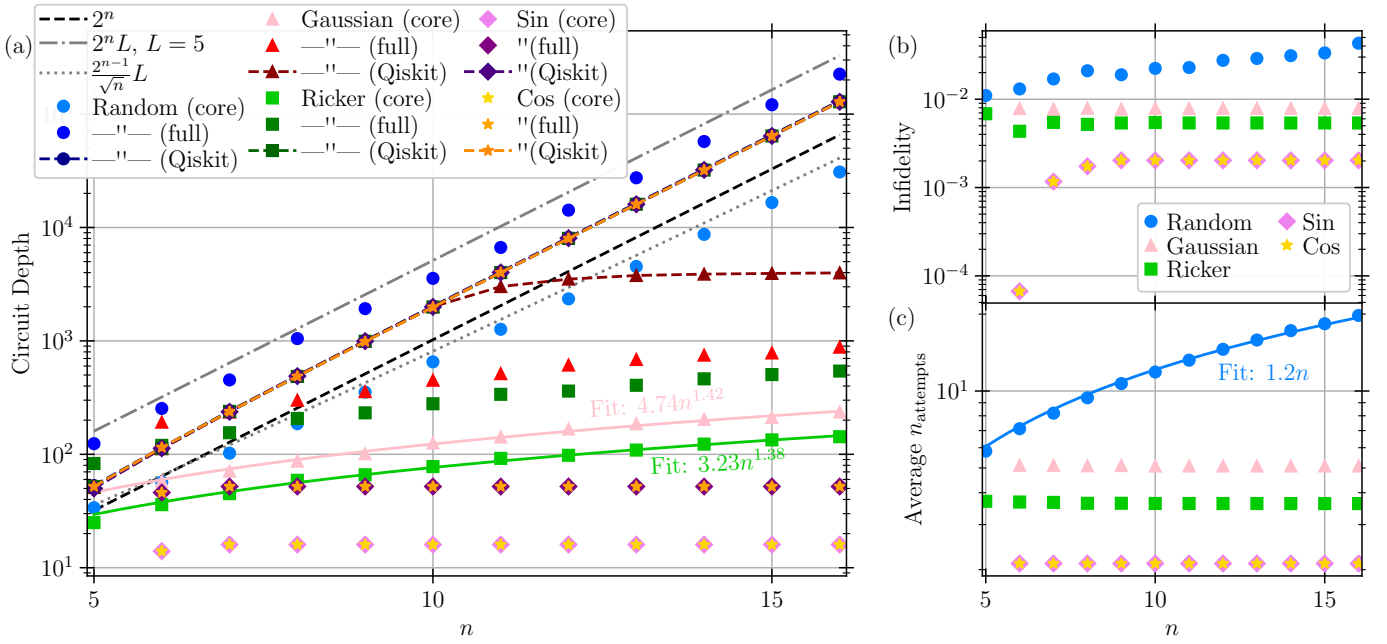 (a)
2^n
2^n L, L = 5
2^{n-1}/√n L
Random (core)
—"— (full)
—"— (Qiskit)
Gaussian (core)
—"— (full)
—"— (Qiskit)
Ricker (core)
—"— (full)
—"— (Qiskit)
Sin (core)
"(full)
"(Qiskit)
Cos (core)
"(full)
"(Qiskit)
Circuit Depth
10^4
10^3
10^2
10^1
Fit: 4.74n^{1.42}
Fit: 3.23n^{1.38}
5
10
15
n
(b)
Infidelity
10^{-2}
10^{-3}
10^{-4}
Random
Gaussian
Ricker
Sin
Cos
(c)
Average n_{attempts}
10^1
Fit: 1.2n
5
10
15
n